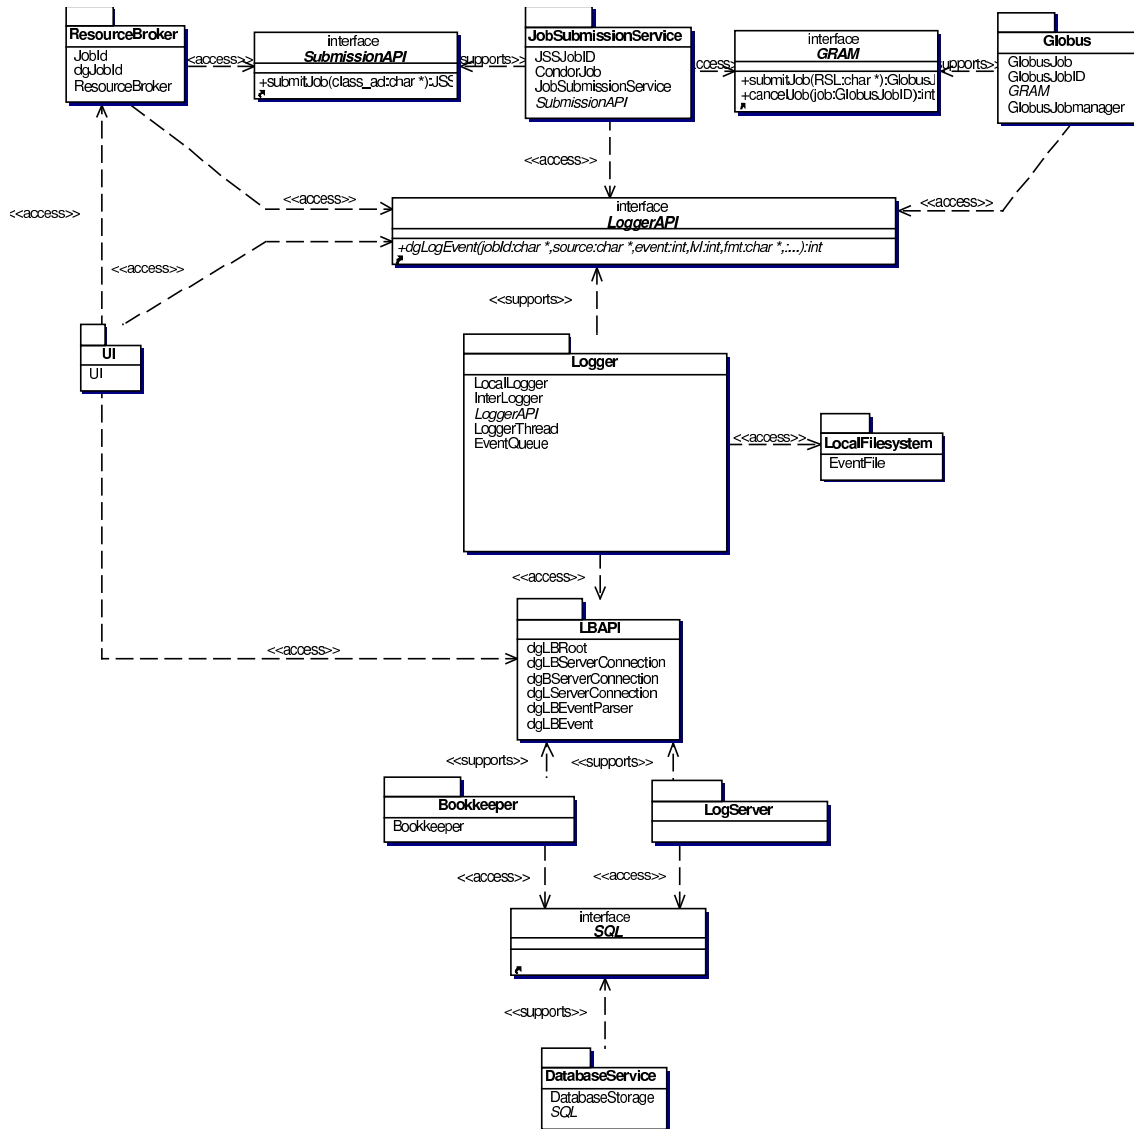 ResourceBroker
JobId
dgJobId
ResourceBroker
<<access>>
interface
SubmissionAPI
+submitJob(class_ad:char *):JSS
supports>>
JobSubmissionService
JSSJobID
CondorJob
JobSubmissionService
SubmissionAPI
access>
interface
GRAM
+submitJob(RSL:char *):GlobusJ
+cancelJob(job:GlobusJobID):int
supports>
Globus
GlobusJob
GlobusJobID
GRAM
GlobusJobmanager
<<access>>
<<access>>
<<access>>
<<access>>
<<access>>
interface
LoggerAPI
+dgLogEvent(jobId:char *,source:char *,event:int,lvl:int,fmt:char *,:...):int
<<supports>>
UI
UI
Logger
LocalLogger
InterLogger
LoggerAPI
LoggerThread
EventQueue
<<access>>
LocalFilesystem
EventFile
<<access>>
<<access>>
LBAPI
dgLBRoot
dgLBServerConnection
dgBServerConnection
dgLServerConnection
dgLBEventParser
dgLBEvent
<<supports>>
<<supports>>
Bookkeeper
Bookkeeper
LogServer
<<access>>
<<access>>
interface
SQL
<<supports>>
DatabaseService
DatabaseStorage
SQL